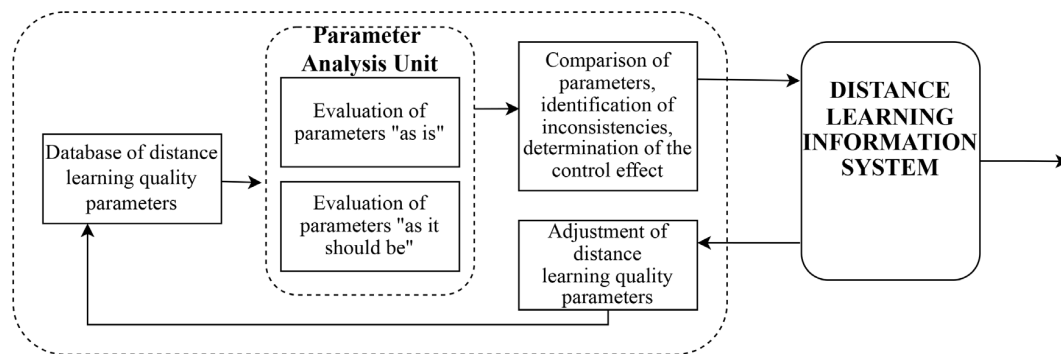 Parameter
Analysis Unit
Evaluation of
parameters "as is"
Evaluation of
parameters "as it
should be"
Database of distance
learning quality
parameters
Comparison of
parameters,
identification of
inconsistencies,
determination of the
control effect
Adjustment of
distance
learning quality
parameters
DISTANCE
LEARNING
INFORMATION
SYSTEM